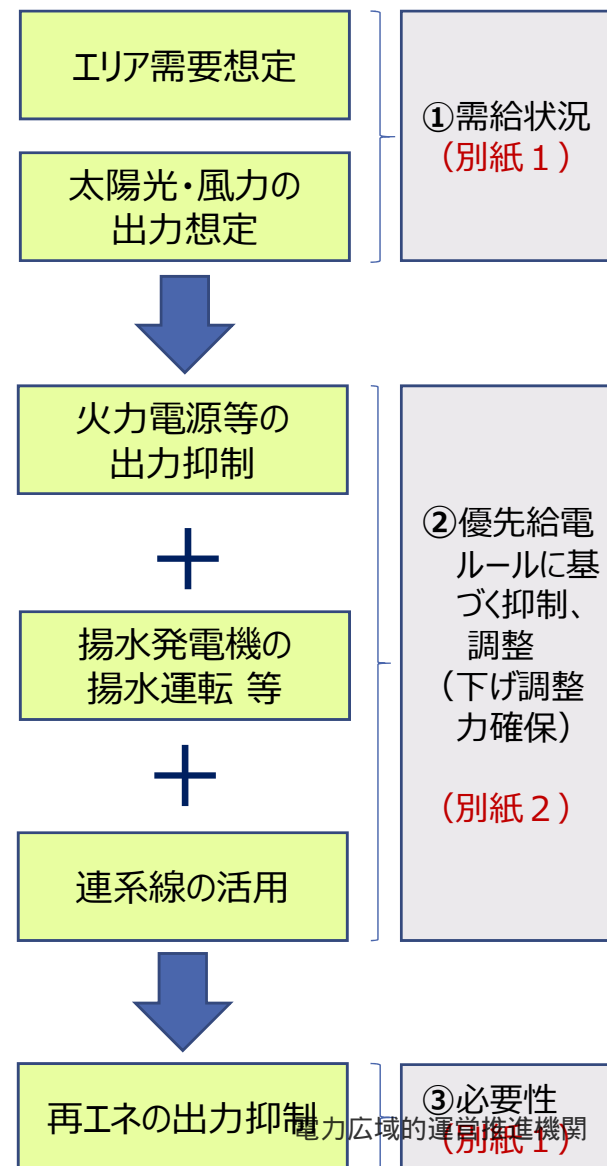 エリア需要想定
太陽光・風力の
出力想定
①需給状況
（別紙１）
火力電源等の
出力抑制
＋
揚水発電機の
揚水運転 等
＋
連系線の活用
②優先給電
ルールに基
づく抑制、
調整
（下げ調整
力確保）
（別紙２）
再エネの出力抑制
③必要性
（別紙１）
電力広域的運営推進機関